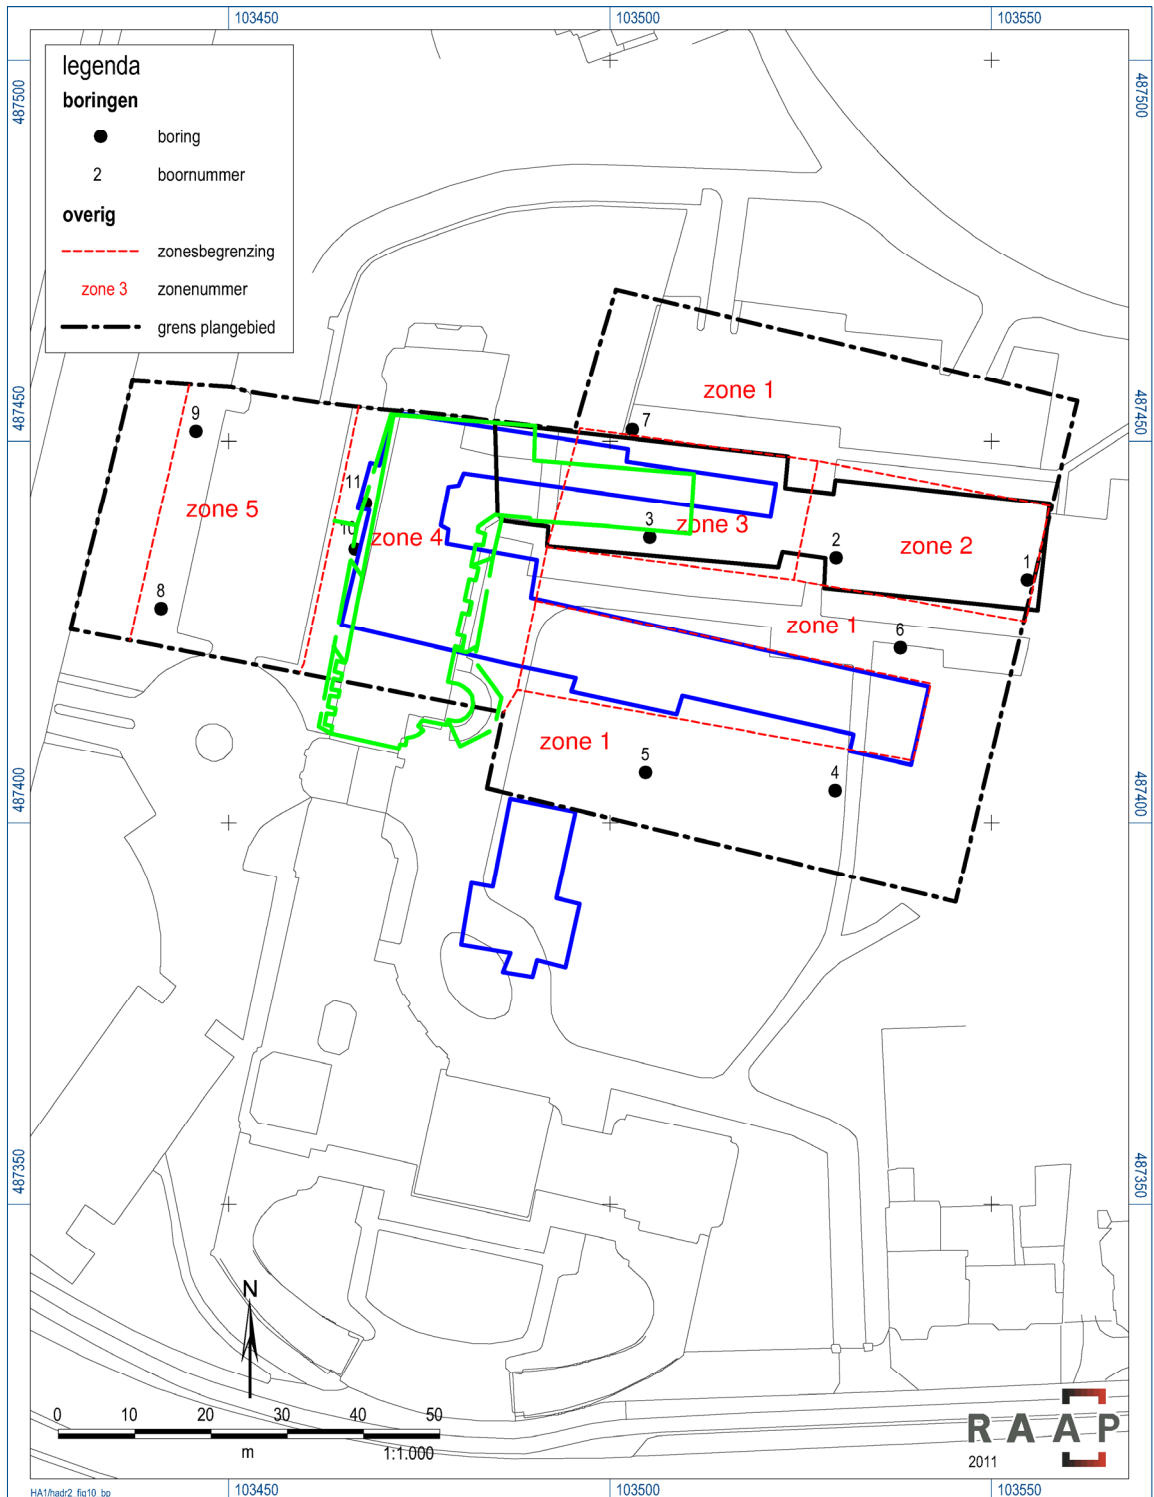 103450 103500 103550
487500 487500
legenda
boringen
boring
2 boornummer
overig
zonesbegrenzing
zone 3 zonenummer
grens plangebied
zone 1
487450 487450
9
7
11
zone 5
10
zone 4
3
zone 3
2
zone 2
1
8
zone 1
6
zone 1
5
4
487400 487400
487350 487350
N
0 10 20 30 40 50
m 1:1.000
RAAP
2011
HA1/hadr2_fig10_bp
103450 103500 103550